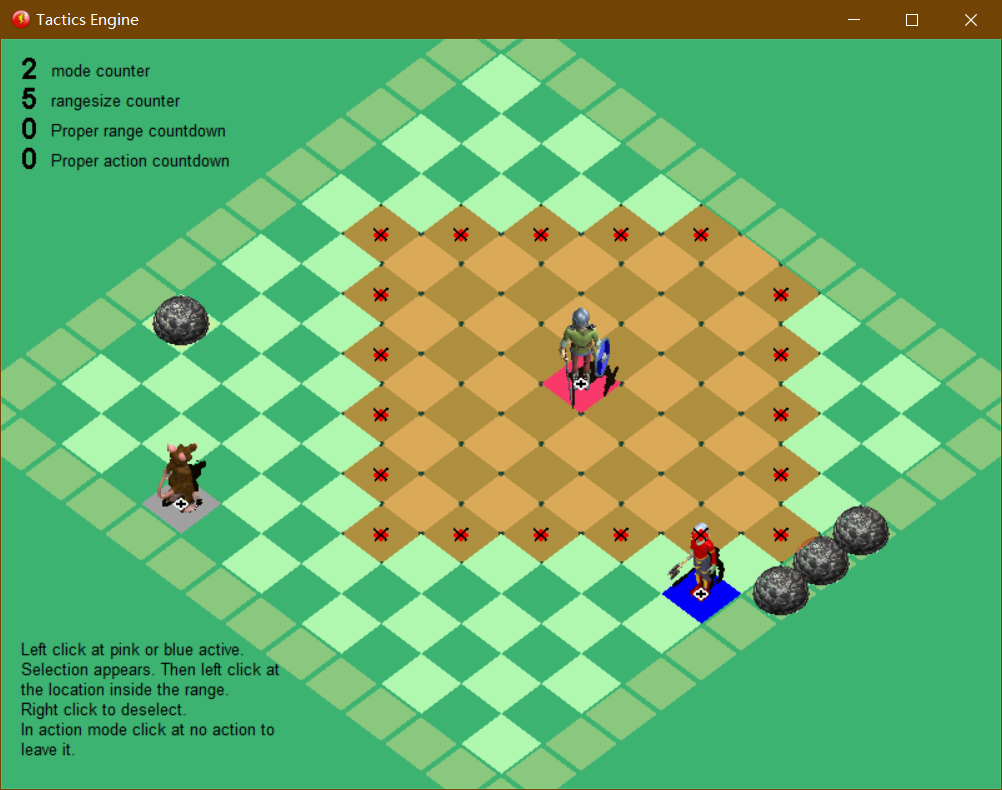 Tactics Engine
2 mode counter
5 rangesize counter
0 Proper range countdown
0 Proper action countdown
Left click at pink or blue active.
Selection appears. Then left click at
the location inside the range.
Right click to deselect.
In action mode click at no action to
leave it.